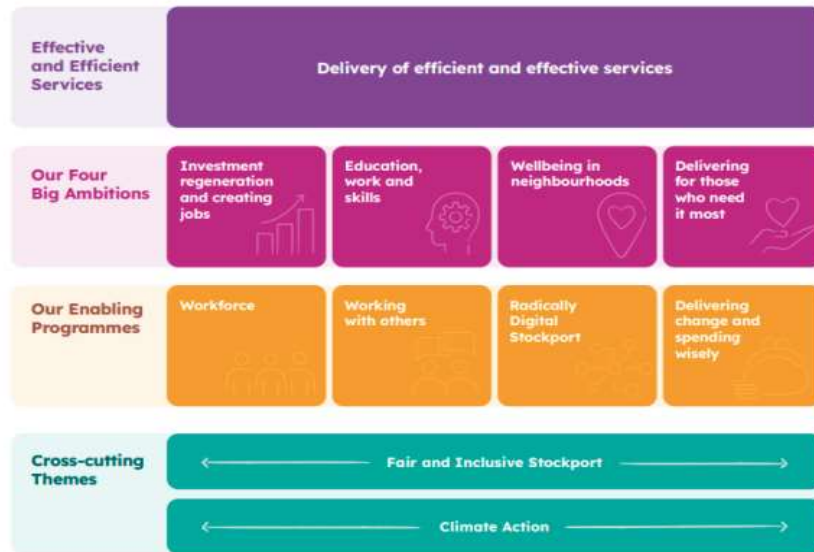 Effective
and Efficient
Services
Delivery of efficient and effective services
Our Four
Big Ambitions
Investment
regeneration
and creating
jobs
Education,
work and
skills
Wellbeing in
neighbourhoods
Delivering
for those
who need
it most
Our Enabling
Programmes
Workforce
Working
with others
Radically
Digital
Stockport
Delivering
change and
spending
wisely
Cross-cutting
Themes
Fair and Inclusive Stockport
Climate Action